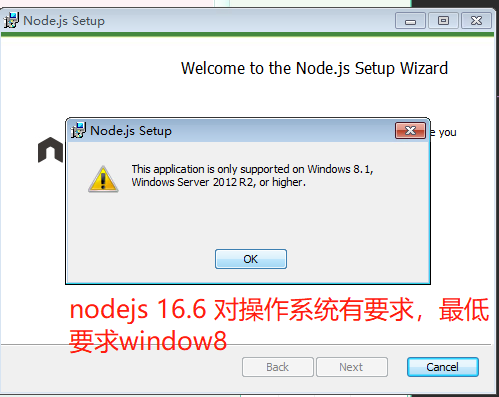 Node.js Setup
Welcome to the Node.js Setup Wizard
Node.js Setup
e you
This application is only supported on Windows 8.1,
Windows Server 2012 R2, or higher.
OK
nodejs 16.6 对操作系统有要求，最低
要求window8
Back
Next
Cancel